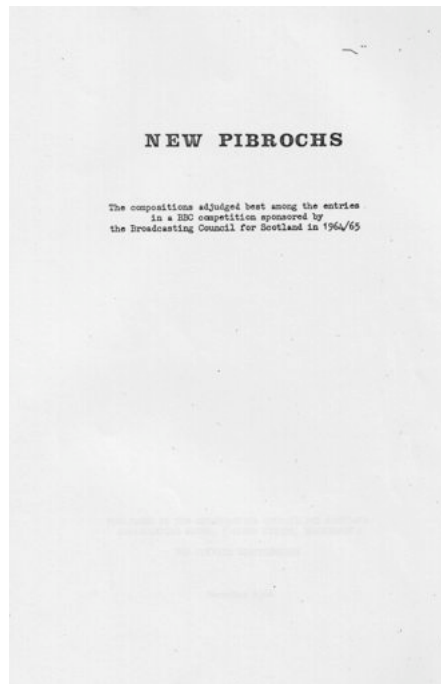 NEW PIBROCHS
The compositions adjudged best among the entries
in a BBC competition sponsored by
the Broadcasting Council for Scotland in 1964/65